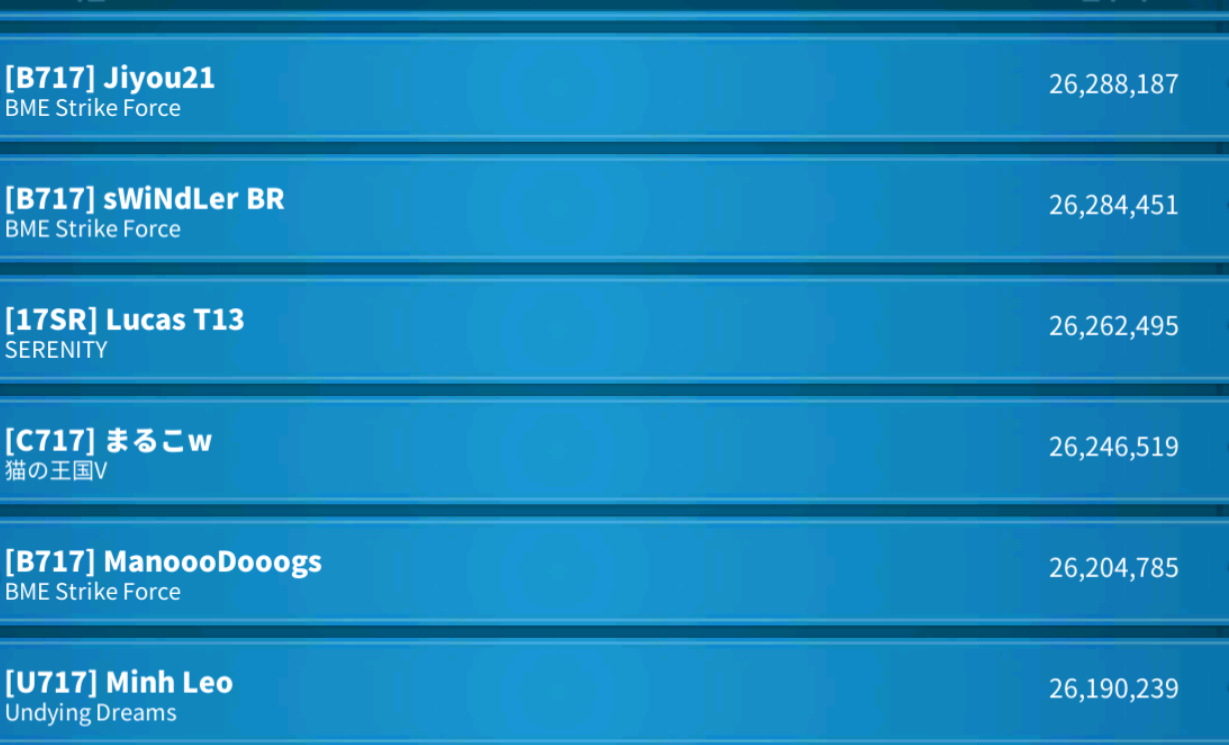 [B717] Jiyou21
BME Strike Force
26,288,187
[B717] sWiNdLer BR
BME Strike Force
26,284,451
[17SR] Lucas T13
SERENITY
26,262,495
[C717] まるこw
猫の王国V
26,246,519
[B717] ManoooDooogs
BME Strike Force
26,204,785
[U717] Minh Leo
Undying Dreams
26,190,239